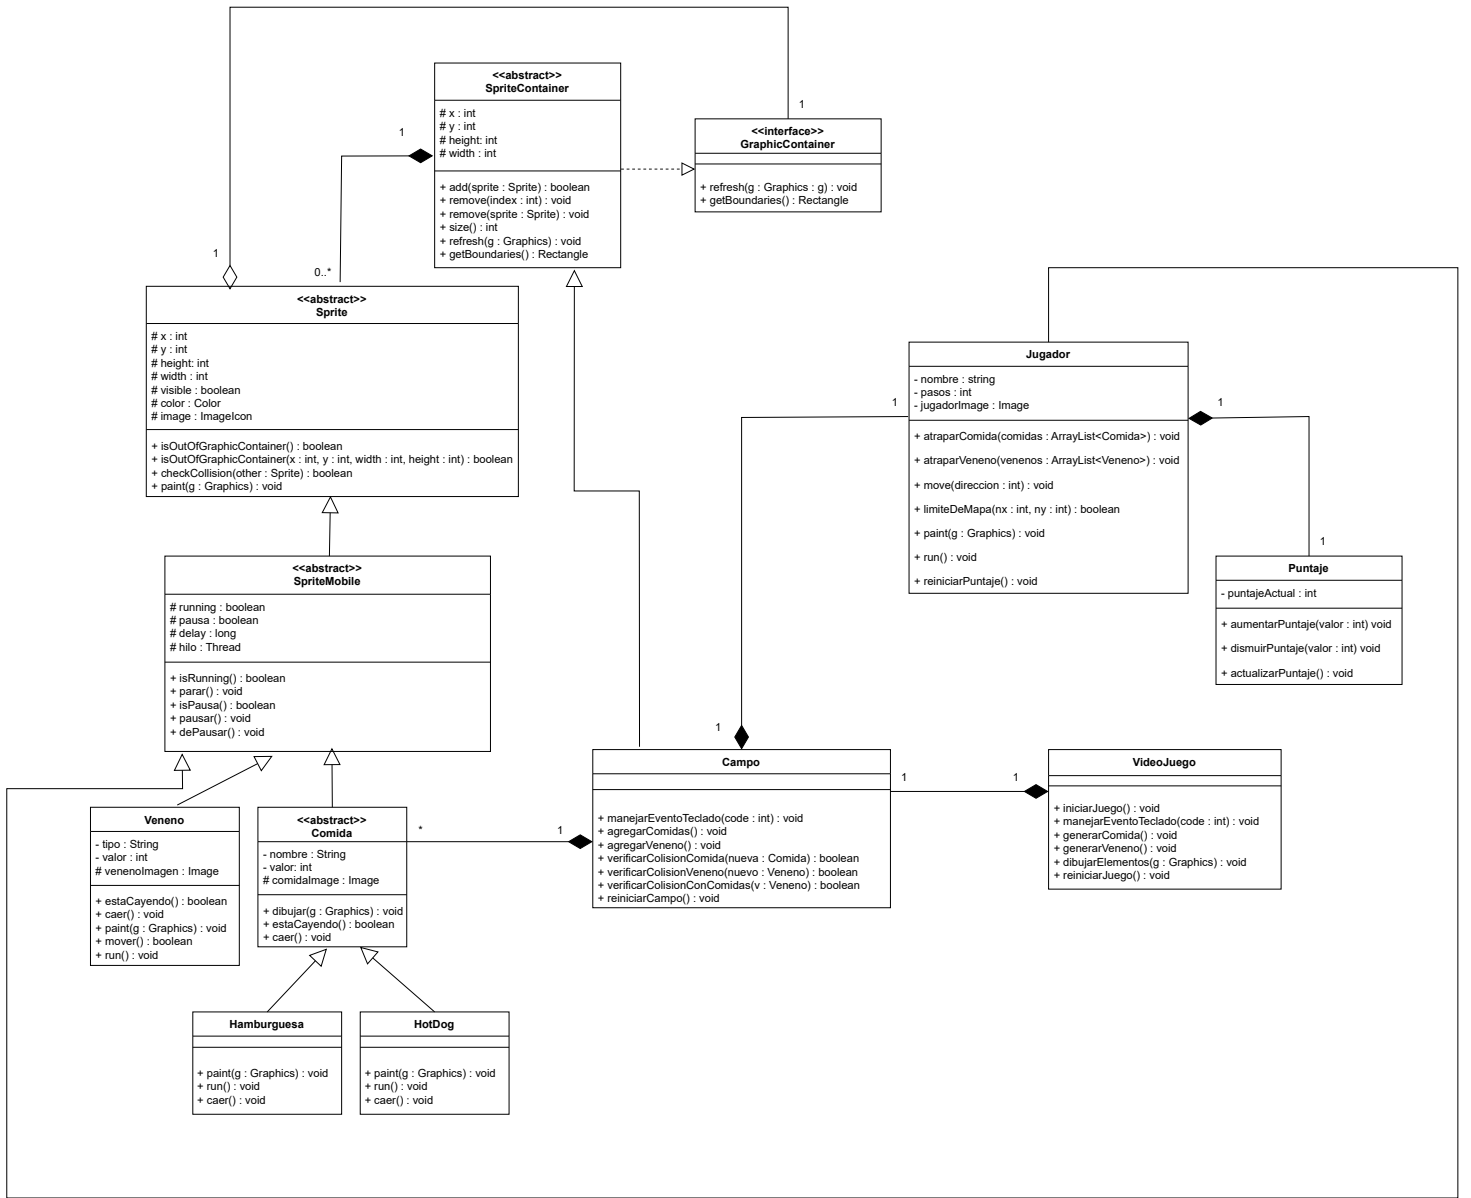 <<abstract>>
SpriteContainer
# x : int
# y : int
# height: int
# width : int
+ add(sprite : Sprite) : boolean
+ remove(index : int) : void
+ remove(sprite : Sprite) : void
+ size() : int
+ refresh(g : Graphics) : void
+ getBoundaries() : Rectangle
1
1
<<interface>>
GraphicContainer
+ refresh(g : Graphics : g) : void
+ getBoundaries() : Rectangle
1
0..*
<<abstract>>
Sprite
# x : int
# y : int
# height: int
# width : int
# visible : boolean
# color : Color
# image : ImageIcon
+ isOutOfGraphicContainer() : boolean
+ isOutOfGraphicContainer(x : int, y : int, width : int, height : int) : boolean
+ checkCollision(other : Sprite) : boolean
+ paint(g : Graphics) : void
Jugador
- nombre : string
- pasos : int
- jugadorImage : Image
+ atraparComida(comidas : ArrayList<Comida>) : void
+ atraparVeneno(venenos : ArrayList<Veneno>) : void
+ move(direccion : int) : void
+ limiteDeMapa(nx : int, ny : int) : boolean
+ paint(g : Graphics) : void
+ run() : void
+ reiniciarPuntaje() : void
1
1
1
Puntaje
- puntajeActual : int
+ aumentarPuntaje(valor : int) void
+ dismuirPuntaje(valor : int) void
+ actualizarPuntaje() : void
<<abstract>>
SpriteMobile
# running : boolean
# pausa : boolean
# delay : long
# hilo : Thread
+ isRunning() : boolean
+ parar() : void
+ isPausa() : boolean
+ pausar() : void
+ dePausar() : void
1
Campo
+ manejarEventoTeclado(code : int) : void
+ agregarComidas() : void
+ agregarVeneno() : void
+ verificarColisionComida(nueva : Comida) : boolean
+ verificarColisionVeneno(nuevo : Veneno) : boolean
+ verificarColisionConComidas(v : Veneno) : boolean
+ reiniciarCampo() : void
1
1
VideoJuego
+ iniciarJuego() : void
+ manejarEventoTeclado(code : int) : void
+ generarComida() : void
+ generarVeneno() : void
+ dibujarElementos(g : Graphics) : void
+ reiniciarJuego() : void
Veneno
- tipo : String
- valor : int
# venenoImagen : Image
+ estaCayendo() : boolean
+ caer() : void
+ paint(g : Graphics) : void
+ mover() : boolean
+ run() : void
<<abstract>>
Comida
- nombre : String
- valor: int
# comidaImage : Image
+ dibujar(g : Graphics) : void
+ estaCayendo() : boolean
+ caer() : void
*
1
Hamburguesa
+ paint(g : Graphics) : void
+ run() : void
+ caer() : void
HotDog
+ paint(g : Graphics) : void
+ run() : void
+ caer() : void